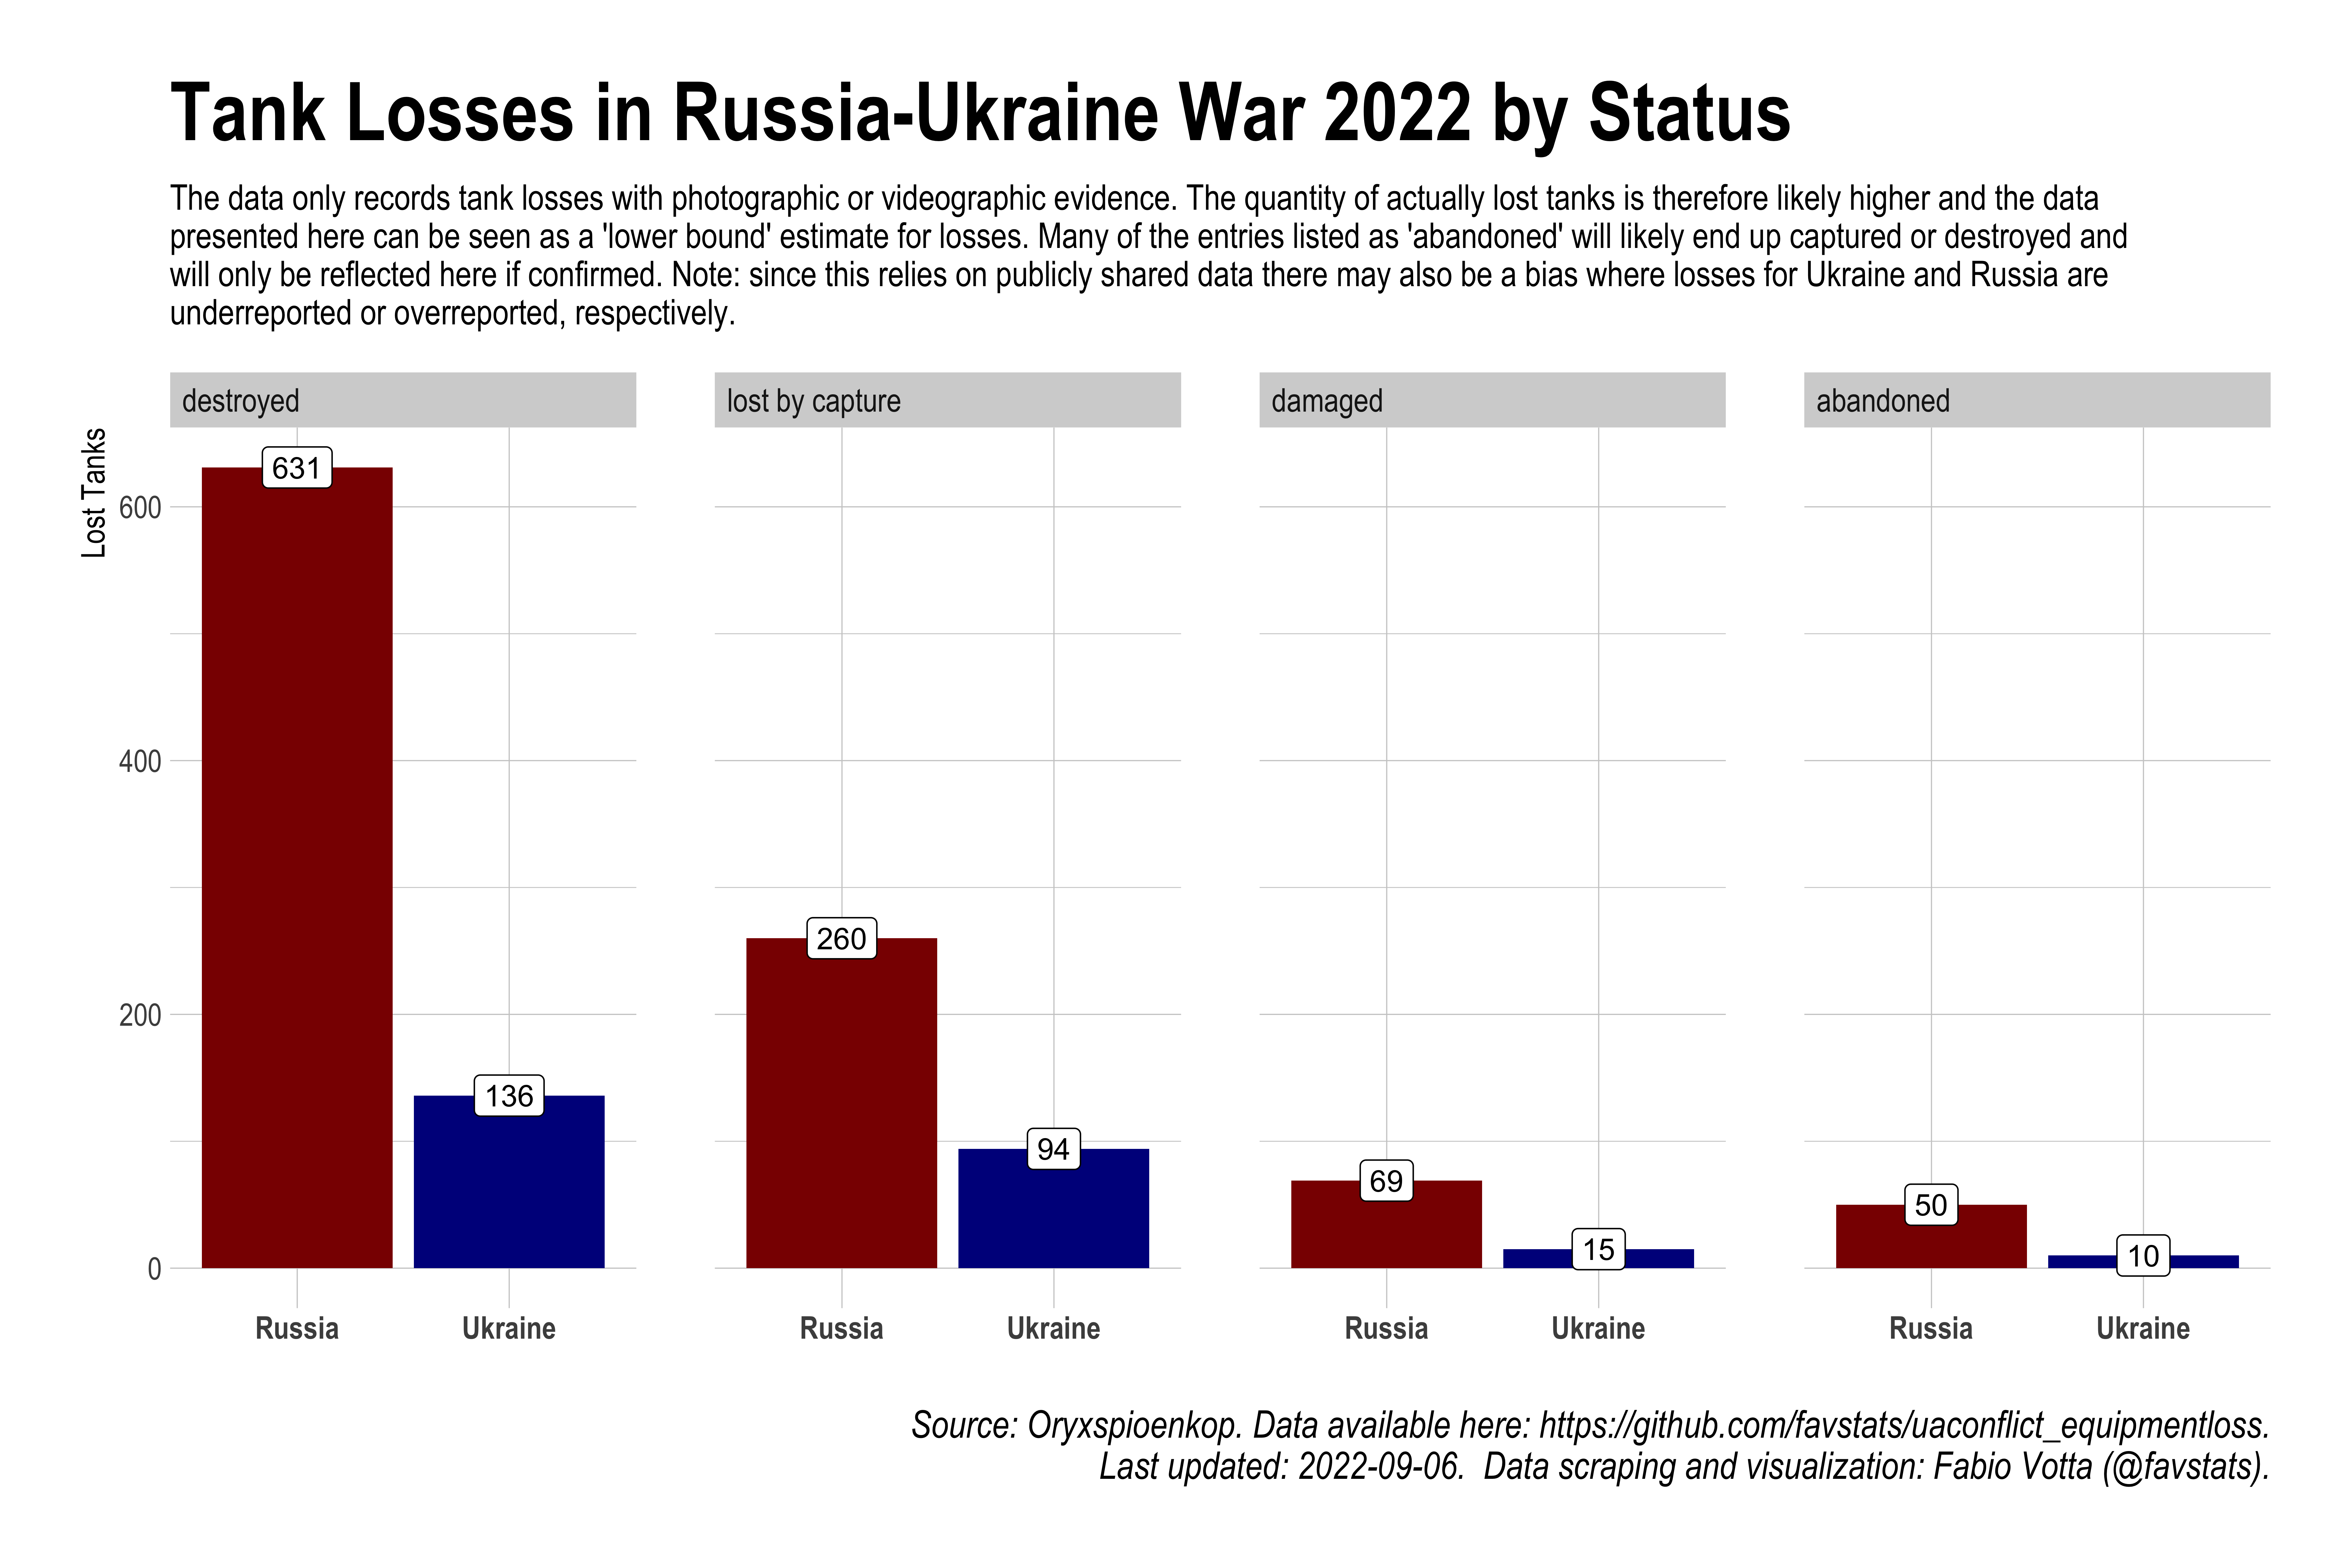 Tank Losses in Russia-Ukraine War 2022 by Status
The data only records tank losses with photographic or videographic evidence. The quantity of actually lost tanks is therefore likely higher and the data
presented here can be seen as a 'lower bound' estimate for losses. Many of the entries listed as 'abandoned' will likely end up captured or destroyed and
will only be reflected here if confirmed. Note: since this relies on publicly shared data there may also be a bias where losses for Ukraine and Russia are
underreported or overreported, respectively.
destroyed
lost by capture
damaged
abandoned
Lost Tanks
600
400
200
0
631
136
260
94
69
15
50
10
Russia
Ukraine
Russia
Ukraine
Russia
Ukraine
Russia
Ukraine
Source: Oryxspioenkop. Data available here: https://github.com/favstats/uaconflict_equipmentloss.
Last updated: 2022-09-06.  Data scraping and visualization: Fabio Votta (@favstats).